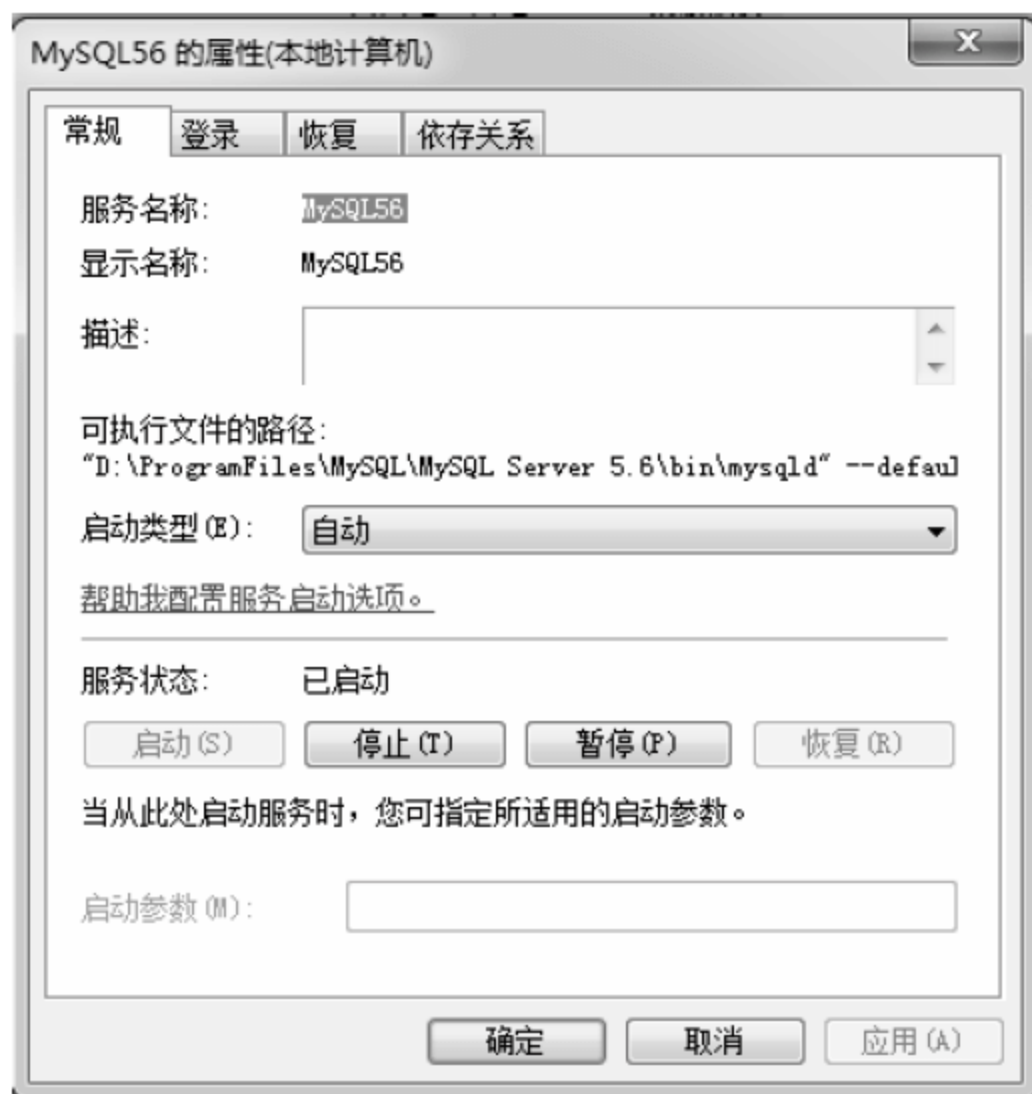 MySQL56 的属性(本地计算机)
常规 登录 恢复 依存关系
服务名称: MySQL56
显示名称: MySQL56
描述:
可执行文件的路径:
"D:\ProgramFiles\MySQL\MySQL Server 5.6\bin\mysqld" --defaul
启动类型(E): 自动
帮助我配置服务启动选项。
服务状态: 已启动
启动(S) 停止(T) 暂停(P) 恢复(R)
当从此处启动服务时，您可指定所适用的启动参数。
启动参数(M):
确定 取消 应用(A)